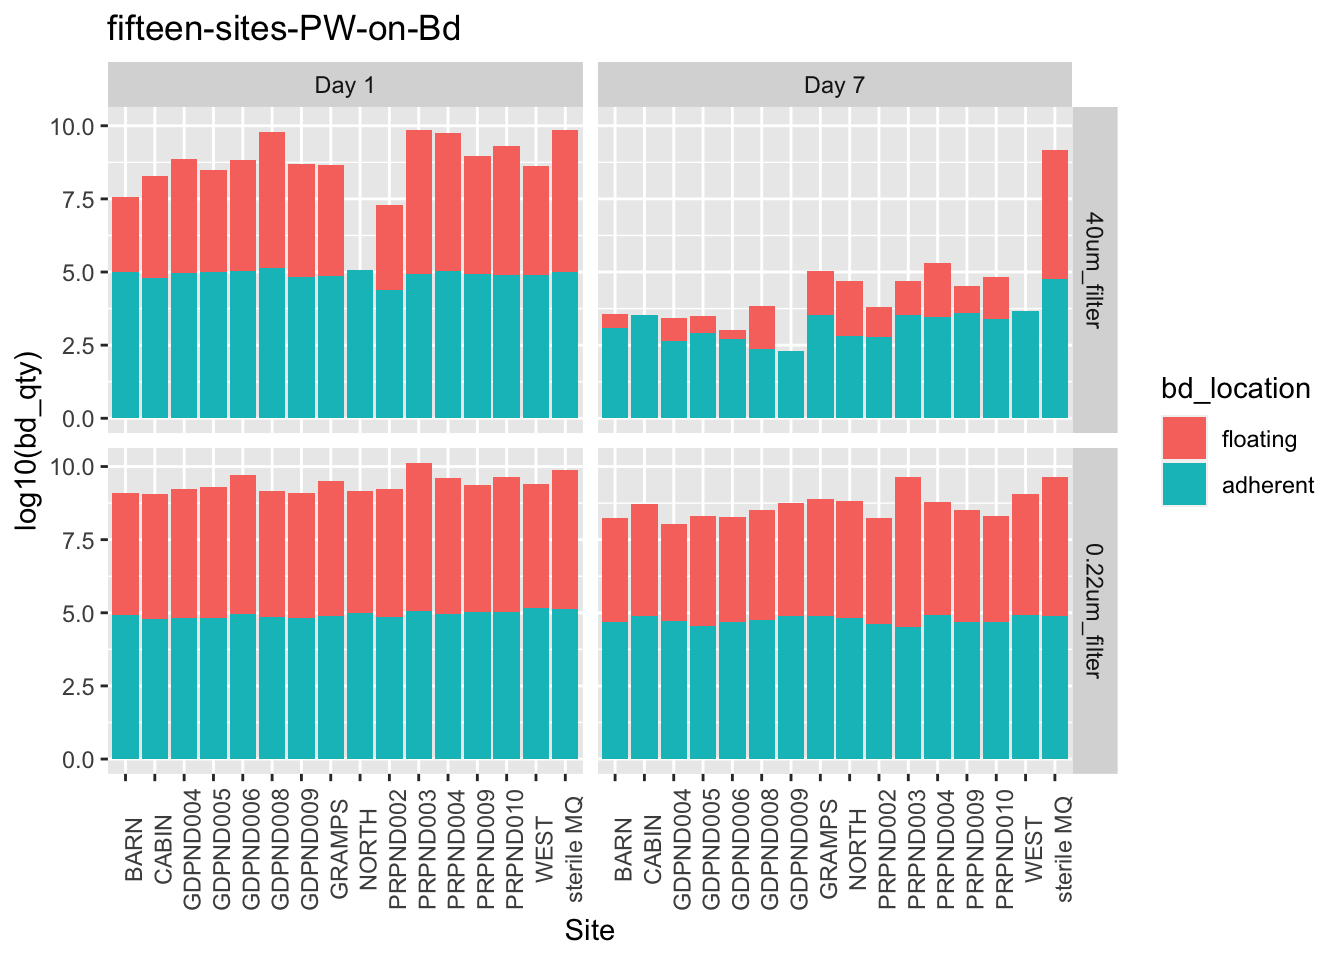 fifteen-sites-PW-on-Bd
Day 1
Day 7
10.0
7.5
5.0
2.5
0.0
40um_filter
10.0
7.5
5.0
2.5
0.0
0.22um_filter
log10(bd_qty)
BARN
CABIN
GDPND004
GDPND005
GDPND006
GDPND008
GDPND009
GRAMPS
NORTH
PRPND002
PRPND003
PRPND004
PRPND009
PRPND010
WEST
sterile MQ
BARN
CABIN
GDPND004
GDPND005
GDPND006
GDPND008
GDPND009
GRAMPS
NORTH
PRPND002
PRPND003
PRPND004
PRPND009
PRPND010
WEST
sterile MQ
Site
bd_location
floating
adherent